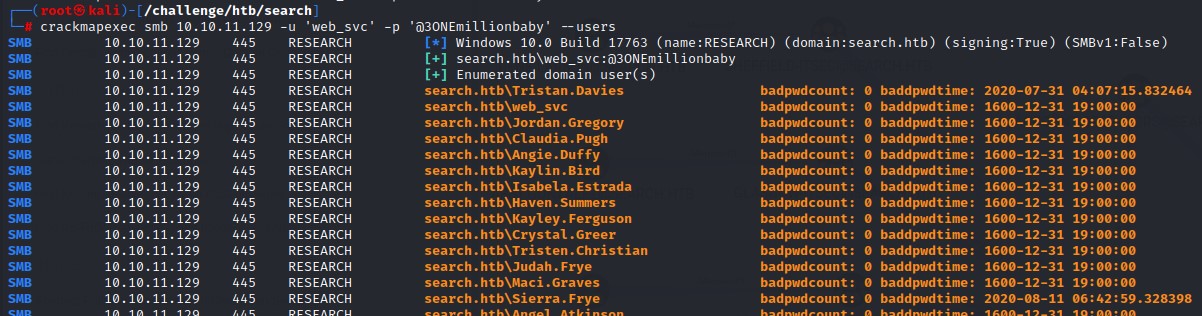 ┌──(root㉿kali)-[/challenge/htb/search]
└─# crackmapexec smb 10.10.11.129 -u 'web_svc' -p '@3ONEmillionbaby' --users
SMB 10.10.11.129 445 RESEARCH [*] Windows 10.0 Build 17763 (name:RESEARCH) (domain:search.htb) (signing:True) (SMBv1:False)
SMB 10.10.11.129 445 RESEARCH [+] search.htb\web_svc:@3ONEmillionbaby
SMB 10.10.11.129 445 RESEARCH [+] Enumerated domain user(s)
SMB 10.10.11.129 445 RESEARCH search.htb\Tristan.Davies badpwdcount: 0 baddpwdtime: 2020-07-31 04:07:15.832464
SMB 10.10.11.129 445 RESEARCH search.htb\web_svc badpwdcount: 0 baddpwdtime: 1600-12-31 19:00:00
SMB 10.10.11.129 445 RESEARCH search.htb\Jordan.Gregory badpwdcount: 0 baddpwdtime: 1600-12-31 19:00:00
SMB 10.10.11.129 445 RESEARCH search.htb\Claudia.Pugh badpwdcount: 0 baddpwdtime: 1600-12-31 19:00:00
SMB 10.10.11.129 445 RESEARCH search.htb\Angie.Duffy badpwdcount: 0 baddpwdtime: 1600-12-31 19:00:00
SMB 10.10.11.129 445 RESEARCH search.htb\Kaylin.Bird badpwdcount: 0 baddpwdtime: 1600-12-31 19:00:00
SMB 10.10.11.129 445 RESEARCH search.htb\Isabela.Estrada badpwdcount: 0 baddpwdtime: 1600-12-31 19:00:00
SMB 10.10.11.129 445 RESEARCH search.htb\Haven.Summers badpwdcount: 0 baddpwdtime: 1600-12-31 19:00:00
SMB 10.10.11.129 445 RESEARCH search.htb\Kayley.Ferguson badpwdcount: 0 baddpwdtime: 1600-12-31 19:00:00
SMB 10.10.11.129 445 RESEARCH search.htb\Crystal.Greer badpwdcount: 0 baddpwdtime: 1600-12-31 19:00:00
SMB 10.10.11.129 445 RESEARCH search.htb\Tristen.Christian badpwdcount: 0 baddpwdtime: 1600-12-31 19:00:00
SMB 10.10.11.129 445 RESEARCH search.htb\Judah.Frye badpwdcount: 0 baddpwdtime: 1600-12-31 19:00:00
SMB 10.10.11.129 445 RESEARCH search.htb\Maci.Graves badpwdcount: 0 baddpwdtime: 1600-12-31 19:00:00
SMB 10.10.11.129 445 RESEARCH search.htb\Sierra.Frye badpwdcount: 0 baddpwdtime: 2020-08-11 06:42:59.328398
SMB 10.10.11.129 445 RESEARCH search.htb\Angel.Atkinson badpwdcount: 0 baddpwdtime: 1600-12-31 19:00:00